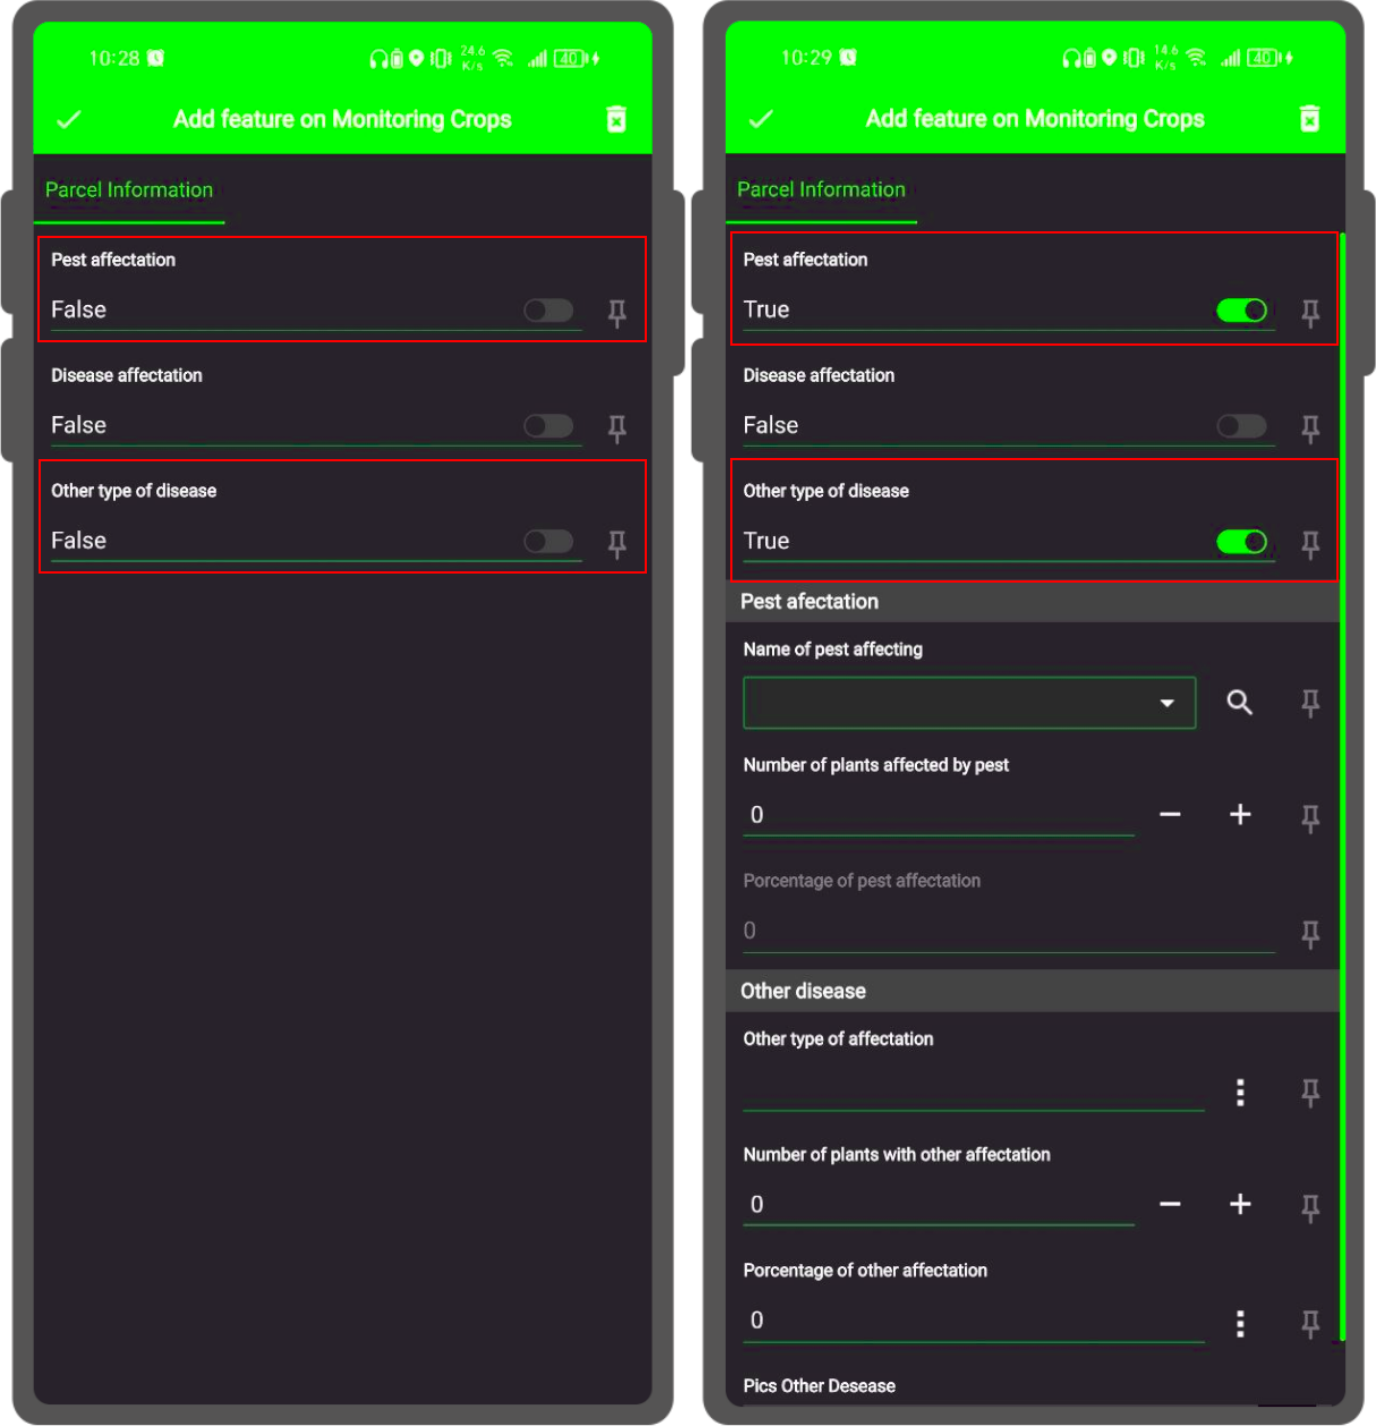 10:28
24.6
K/s
40
Add feature on Monitoring Crops
Parcel Information
Pest affectation
False
Disease affectation
False
Other type of disease
False
10:29
14.6
K/s
40
Add feature on Monitoring Crops
Parcel Information
Pest affectation
True
Disease affectation
False
Other type of disease
True
Pest afectation
Name of pest affecting
Number of plants affected by pest
0
Porcentage of pest affectation
0
Other disease
Other type of affectation
Number of plants with other affectation
0
Porcentage of other affectation
0
Pics Other Desease